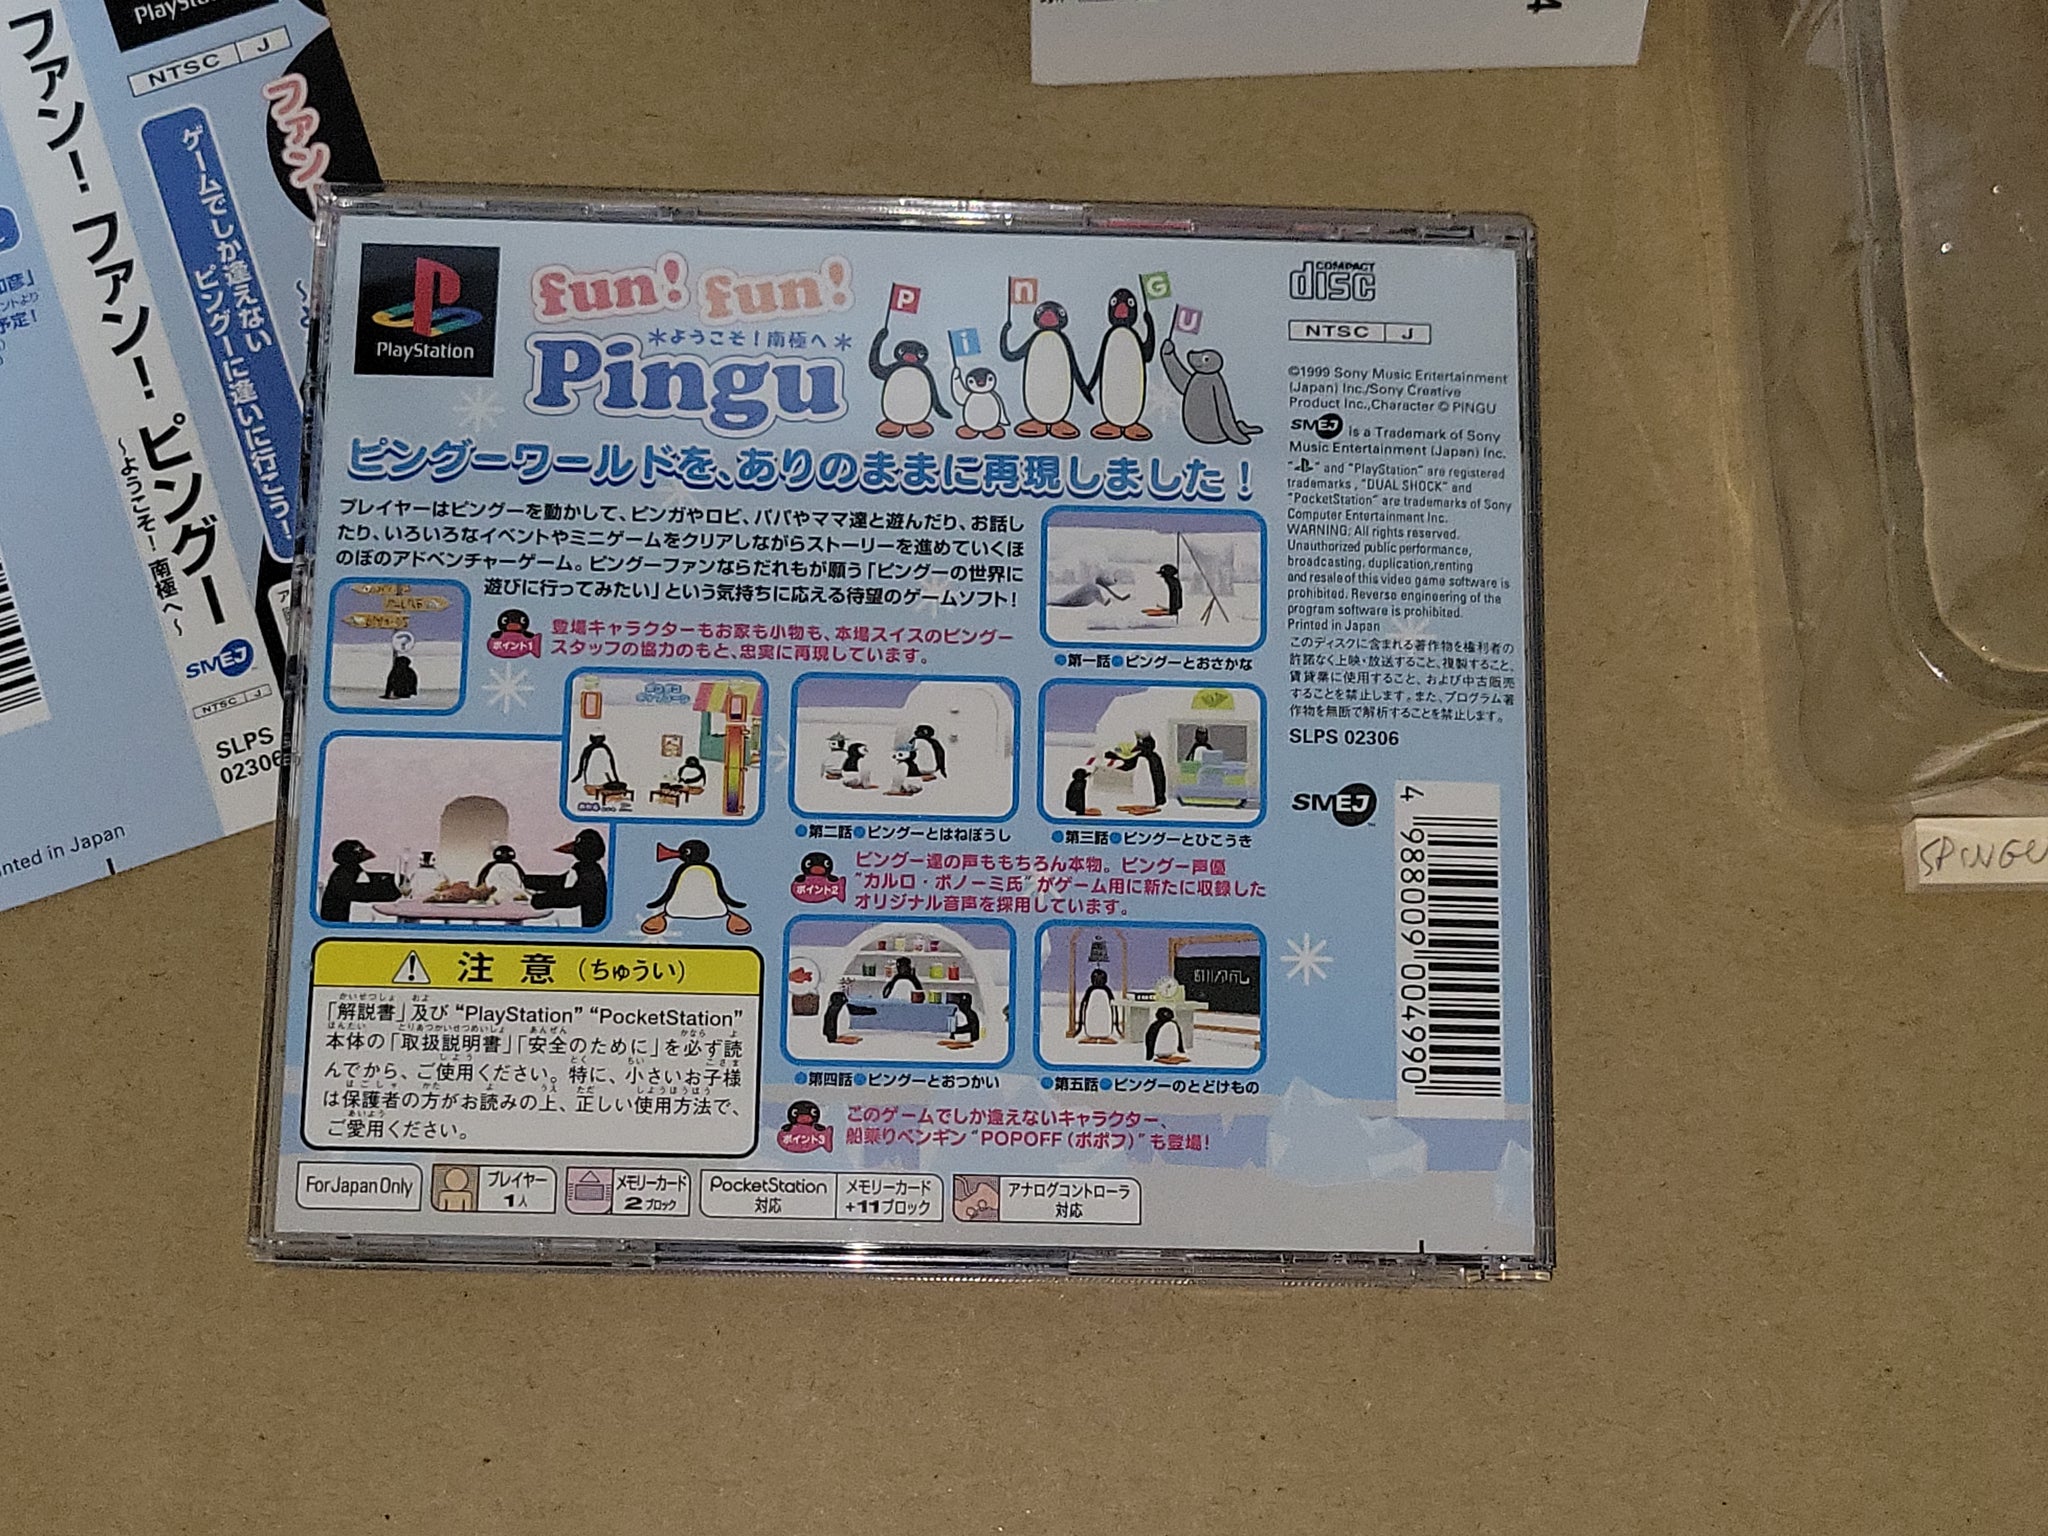 PlayStation
NTSC J
ファン
ゲームでしか逢えない
ピングーに逢いに行こう!
ファン!ファン!ピングー
~ようこそ!南極へ~
SMEJ
NTSC J
SLPS
02306
Printed in Japan
PlayStation
fun! fun!
*ようこそ!南極へ*
Pingu
P i n G U
COMPACT
disc
NTSC J
©1999 Sony Music Entertainment
(Japan) Inc./Sony Creative
Product Inc.,Character © PINGU
SMEJ is a Trademark of Sony
Music Entertainment (Japan) Inc.
" " and "PlayStation" are registered
trademarks , "DUAL SHOCK" and
"PocketStation" are trademarks of Sony
Computer Entertainment Inc.
WARNING: All rights reserved.
Unauthorized public performance,
broadcasting, duplication,renting
and resale of this video game software is
prohibited. Reverse engineering of the
program software is prohibited.
Printed in Japan
このディスクに含まれる著作物を権利者の
許諾なく上映・放送すること、複製すること、
賃貸業に使用すること、および中古販売
することを禁止します。また、プログラム著
作物を無断で解析することを禁止します。
SLPS 02306
SMEJ
4 988009 004990
ピングーワールドを、ありのままに再現しました!
プレイヤーはピングーを動かして、ピンガやロビ、パパやママ達と遊んだり、お話し
たり、いろいろなイベントやミニゲームをクリアしながらストーリーを進めていくほ
のぼのアドベンチャーゲーム。ピングーファンならだれもが願う「ピングーの世界に
遊びに行ってみたい」という気持ちに応える待望のゲームソフト!
ポイント1
登場キャラクターもお家も小物も、本場スイスのピングー
スタッフの協力のもと、忠実に再現しています。
●第一話●ピングーとおさかな
●第二話●ピングーとはねぼうし
●第三話●ピングーとひこうき
ポイント2
ピングー達の声ももちろん本物。ピングー声優
"カルロ・ボノーミ氏"がゲーム用に新たに収録した
オリジナル音声を採用しています。
●第四話●ピングーとおつかい
●第五話●ピングーのとどけもの
ポイント3
このゲームでしか逢えないキャラクター、
船乗りペンギン"POPOFF(ポポフ)"も登場!
注意(ちゅうい)
「解説書」及び"PlayStation" "PocketStation"
本体の「取扱説明書」「安全のために」を必ず読
んでから、ご使用ください。特に、小さいお子様
は保護者の方がお読みの上、正しい使用方法で、
ご愛用ください。
For Japan Only
プレイヤー
1人
メモリーカード
2ブロック
PocketStation
対応
メモリーカード
+11ブロック
アナログコントローラ
対応
SPINGU